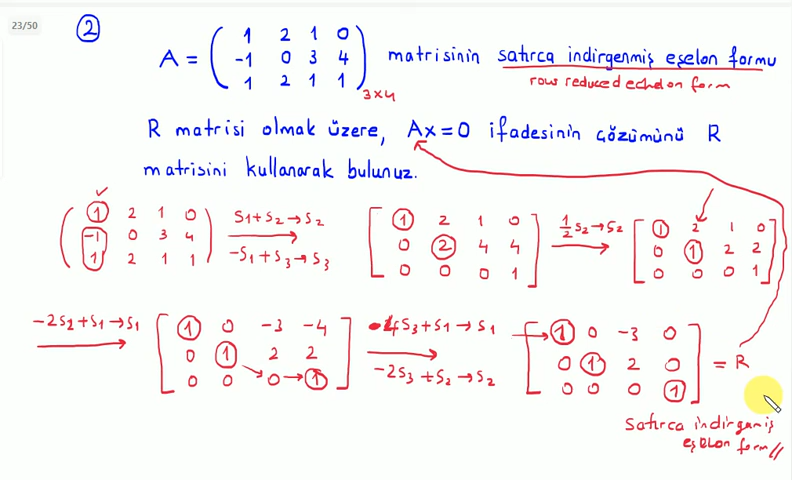 23/50
2
1 2 1 0
A = -1 0 3 4 matrisinin satırca indirgenmiş eşelon formu
1 2 1 1
3x4
row reduced echelon form
R matrisi olmak üzere, Ax=0 ifadesinin çözümünü R
matrisini kullanarak bulunuz.
1 2 1 0
-1 0 3 4
1 2 1 1
S1+S2→S2
-S1+S3→S3
1 2 1 0
0 2 4 4
0 0 0 1
1/2 S2→S2
1 2 1 0
0 1 2 2
0 0 0 1
-2S2+S1→S1
1 0 -3 -4
0 1 2 2
0 0 0 1
4S3+S1→S1
-2S3+S2→S2
1 0 -3 0
0 1 2 0 = R
0 0 0 1
satırca indirgenmiş
eşelon form//